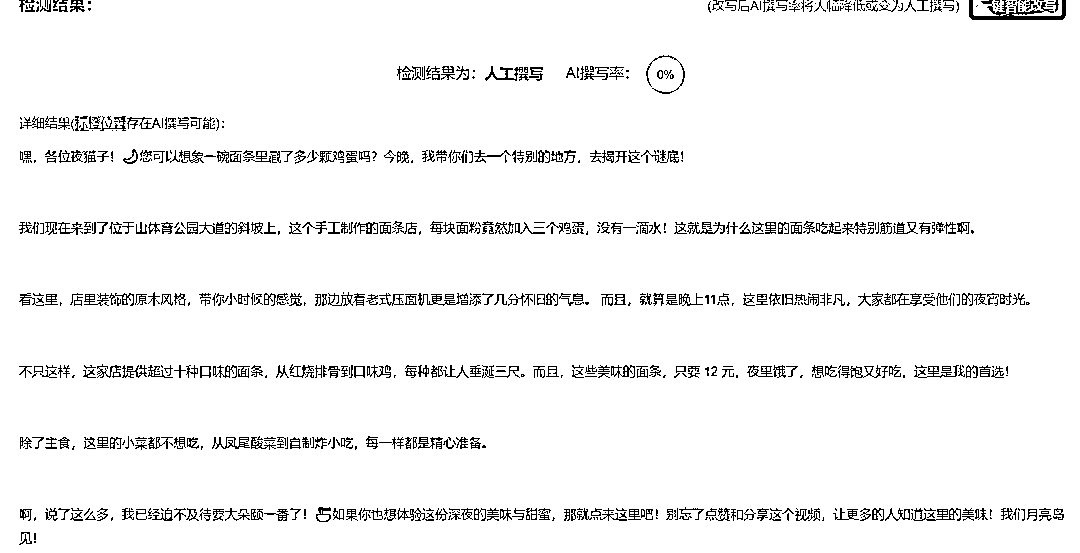 检测结果:
(改写后AI撰写率将大幅降低或变为人工撰写) 一键智能改写
检测结果为：人工撰写 AI撰写率： 0%
详细结果(标橙位置存在AI撰写可能)：
嘿，各位夜猫子！🌙您可以想象一碗面条里藏了多少颗鸡蛋吗？今晚，我带你们去一个特别的地方，去揭开这个谜底！
我们现在来到了位于山体育公园大道的斜坡上，这个手工制作的面条店，每块面粉竟然加入三个鸡蛋，没有一滴水！这就是为什么这里的面条吃起来特别筋道又有弹性啊。
看这里，店里装饰的原木风格，带你小时候的感觉，那边放着老式压面机更是增添了几分怀旧的气息。 而且，就算是晚上11点，这里依旧热闹非凡，大家都在享受他们的夜宵时光。
不只这样，这家店提供超过十种口味的面条，从红烧排骨到口味鸡，每种都让人垂涎三尺。而且，这些美味的面条，只要 12 元，夜里饿了，想吃得饱又好吃，这里是我的首选！
除了主食，这里的小菜都不想吃，从凤尾酸菜到自制炸小吃，每一样都是精心准备。
啊，说了这么多，我已经迫不及待要大朵颐一番了！🍜如果你也想体验这份深夜的美味与甜蜜，那就点来这里吧！别忘了点赞和分享这个视频，让更多的人知道这里的美味！我们月亮岛
见！